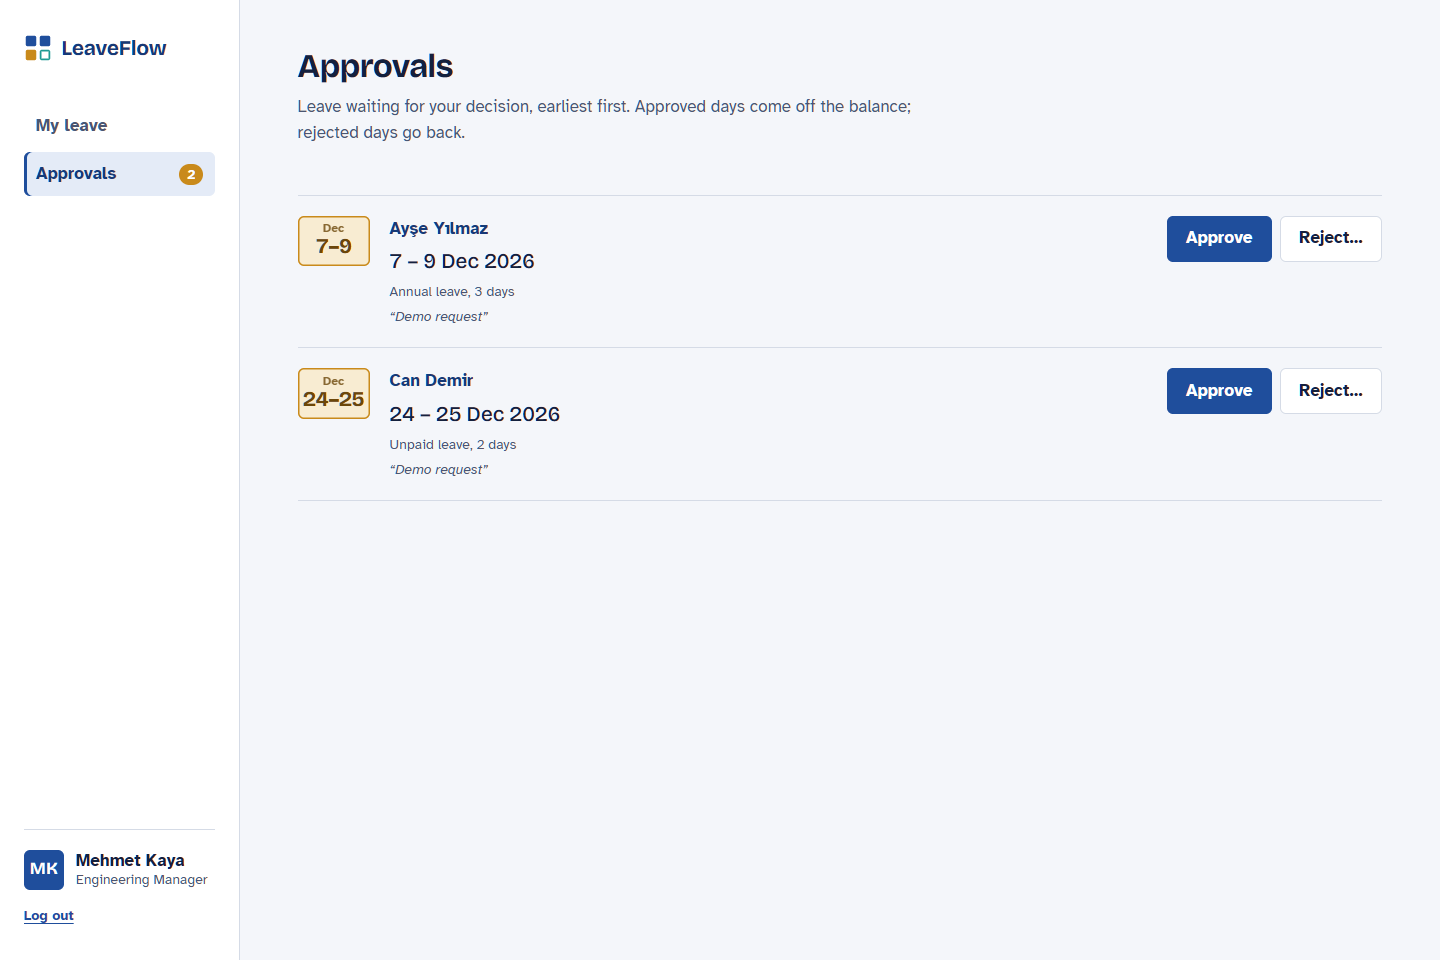 LeaveFlow
My leave
Approvals 2
Mehmet Kaya
MK
Engineering Manager
Log out
Approvals
Leave waiting for your decision, earliest first. Approved days come off the balance;
rejected days go back.
Dec
7–9
Ayşe Yılmaz
7 – 9 Dec 2026
Annual leave, 3 days
“Demo request”
Approve
Reject...
Dec
24–25
Can Demir
24 – 25 Dec 2026
Unpaid leave, 2 days
“Demo request”
Approve
Reject...